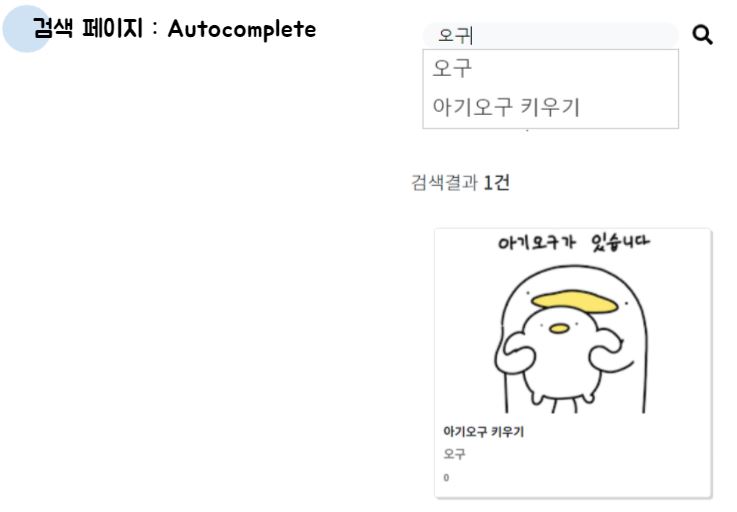 검색 페이지 : Autocomplete
오구
오구
아기오구 키우기
검색결과 1건
아기오구가 있습니다
아기오구 키우기
오구
0